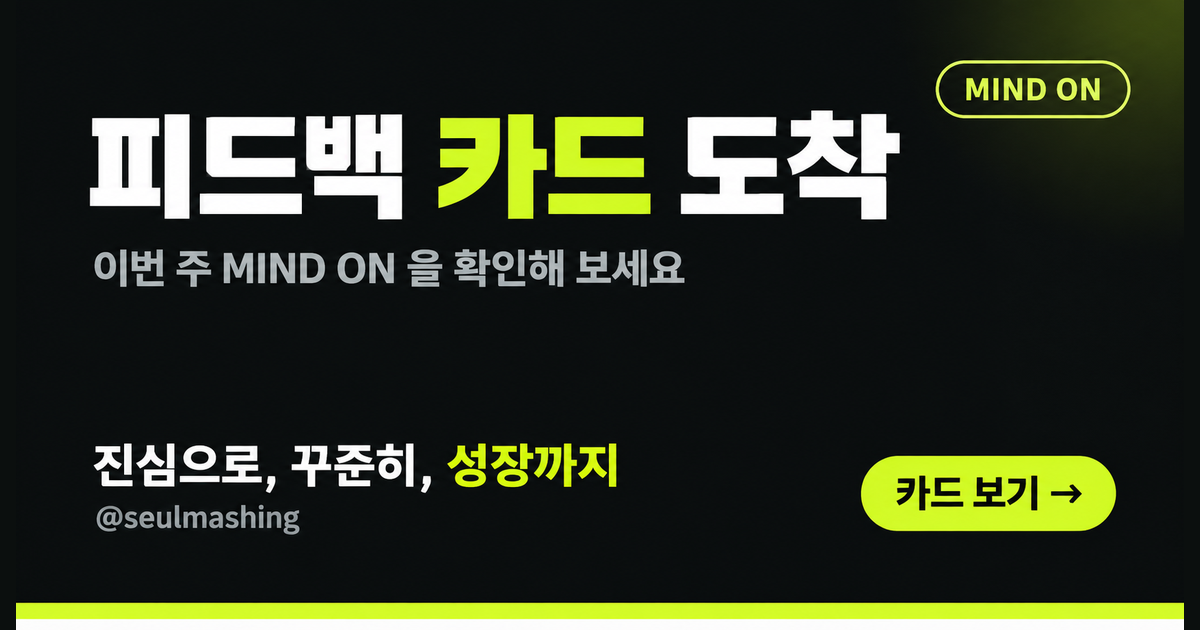 MIND ON
피드백 카드 도착
이번 주 MIND ON 을 확인해 보세요
진심으로, 꾸준히, 성장까지
@seulmashing
카드 보기 →